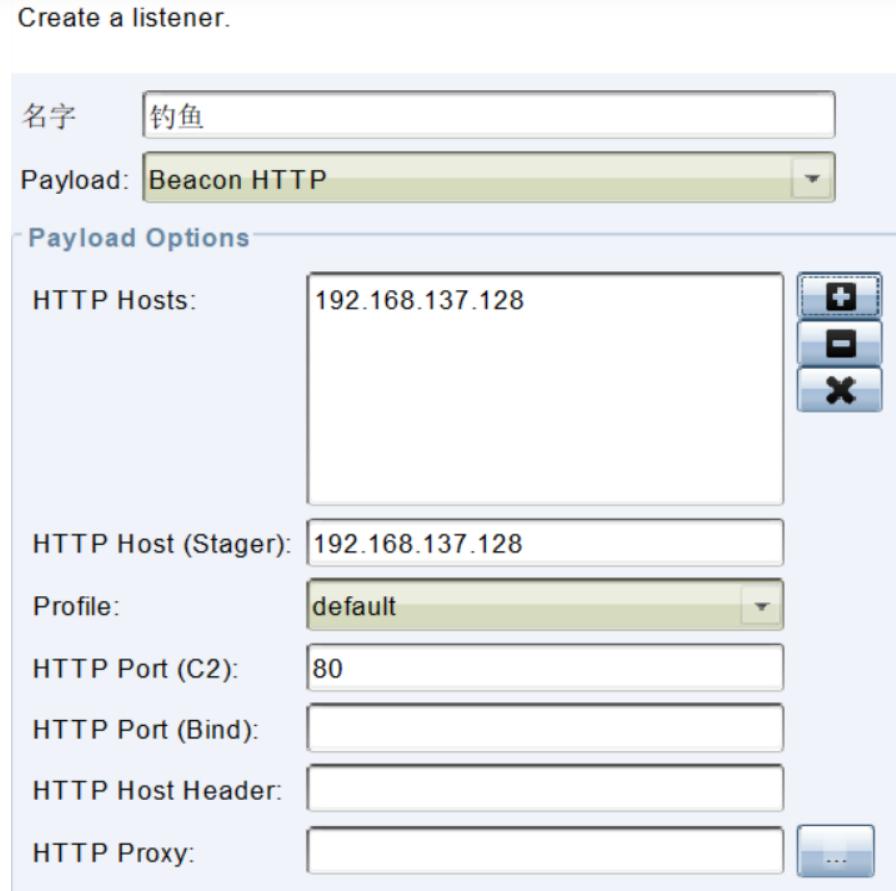 Create a listener.
名字 钓鱼
Payload: Beacon HTTP
Payload Options
HTTP Hosts: 192.168.137.128
HTTP Host (Stager): 192.168.137.128
Profile: default
HTTP Port (C2): 80
HTTP Port (Bind):
HTTP Host Header:
HTTP Proxy: ...